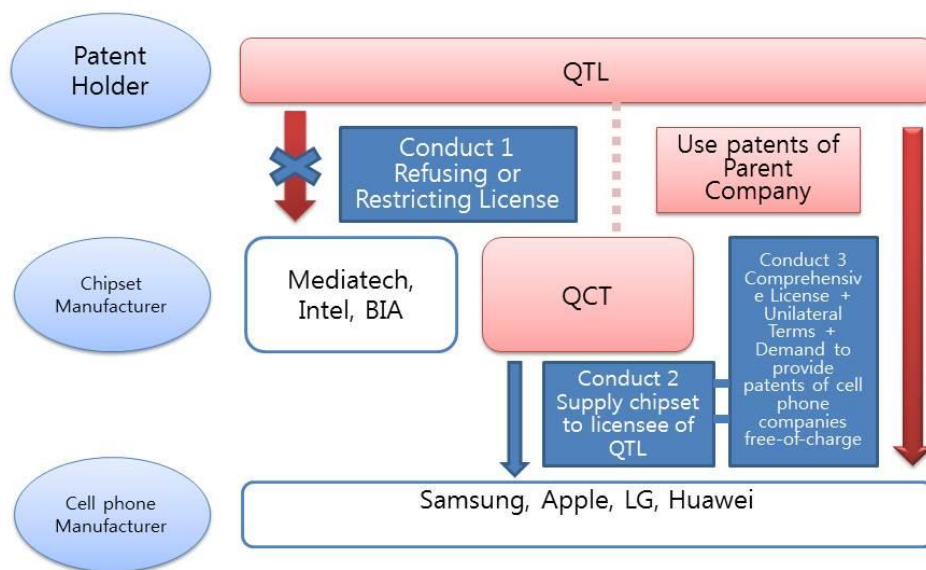 Patent
Holder
QTL
Conduct 1
Refusing or
Restricting License
Use patents of
Parent
Company
Chipset
Manufacturer
Mediatech,
Intel, BIA
QCT
Conduct 3
Comprehensiv
e License +
Unilateral
Terms +
Demand to
provide
patents of cell
phone
companies
free-of-charge
Conduct 2
Supply chipset
to licensee of
QTL
Cell phone
Manufacturer
Samsung, Apple, LG, Huawei